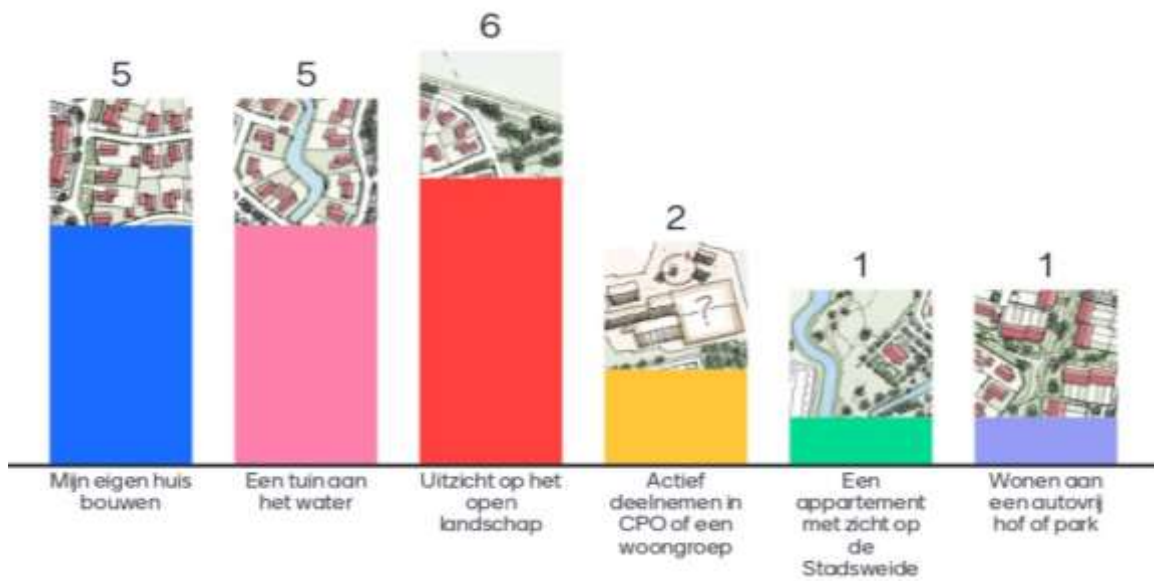 5
5
6
2
?
1
1
Mijn eigen huis
bouwen
Een tuin aan
het water
Uitzicht op het
open
landschap
Actief
deelnemen in
CPO of een
woongroep
Een
appartement
met zicht op
de
Stadsweide
Wonen aan
een autovrij
hof of park